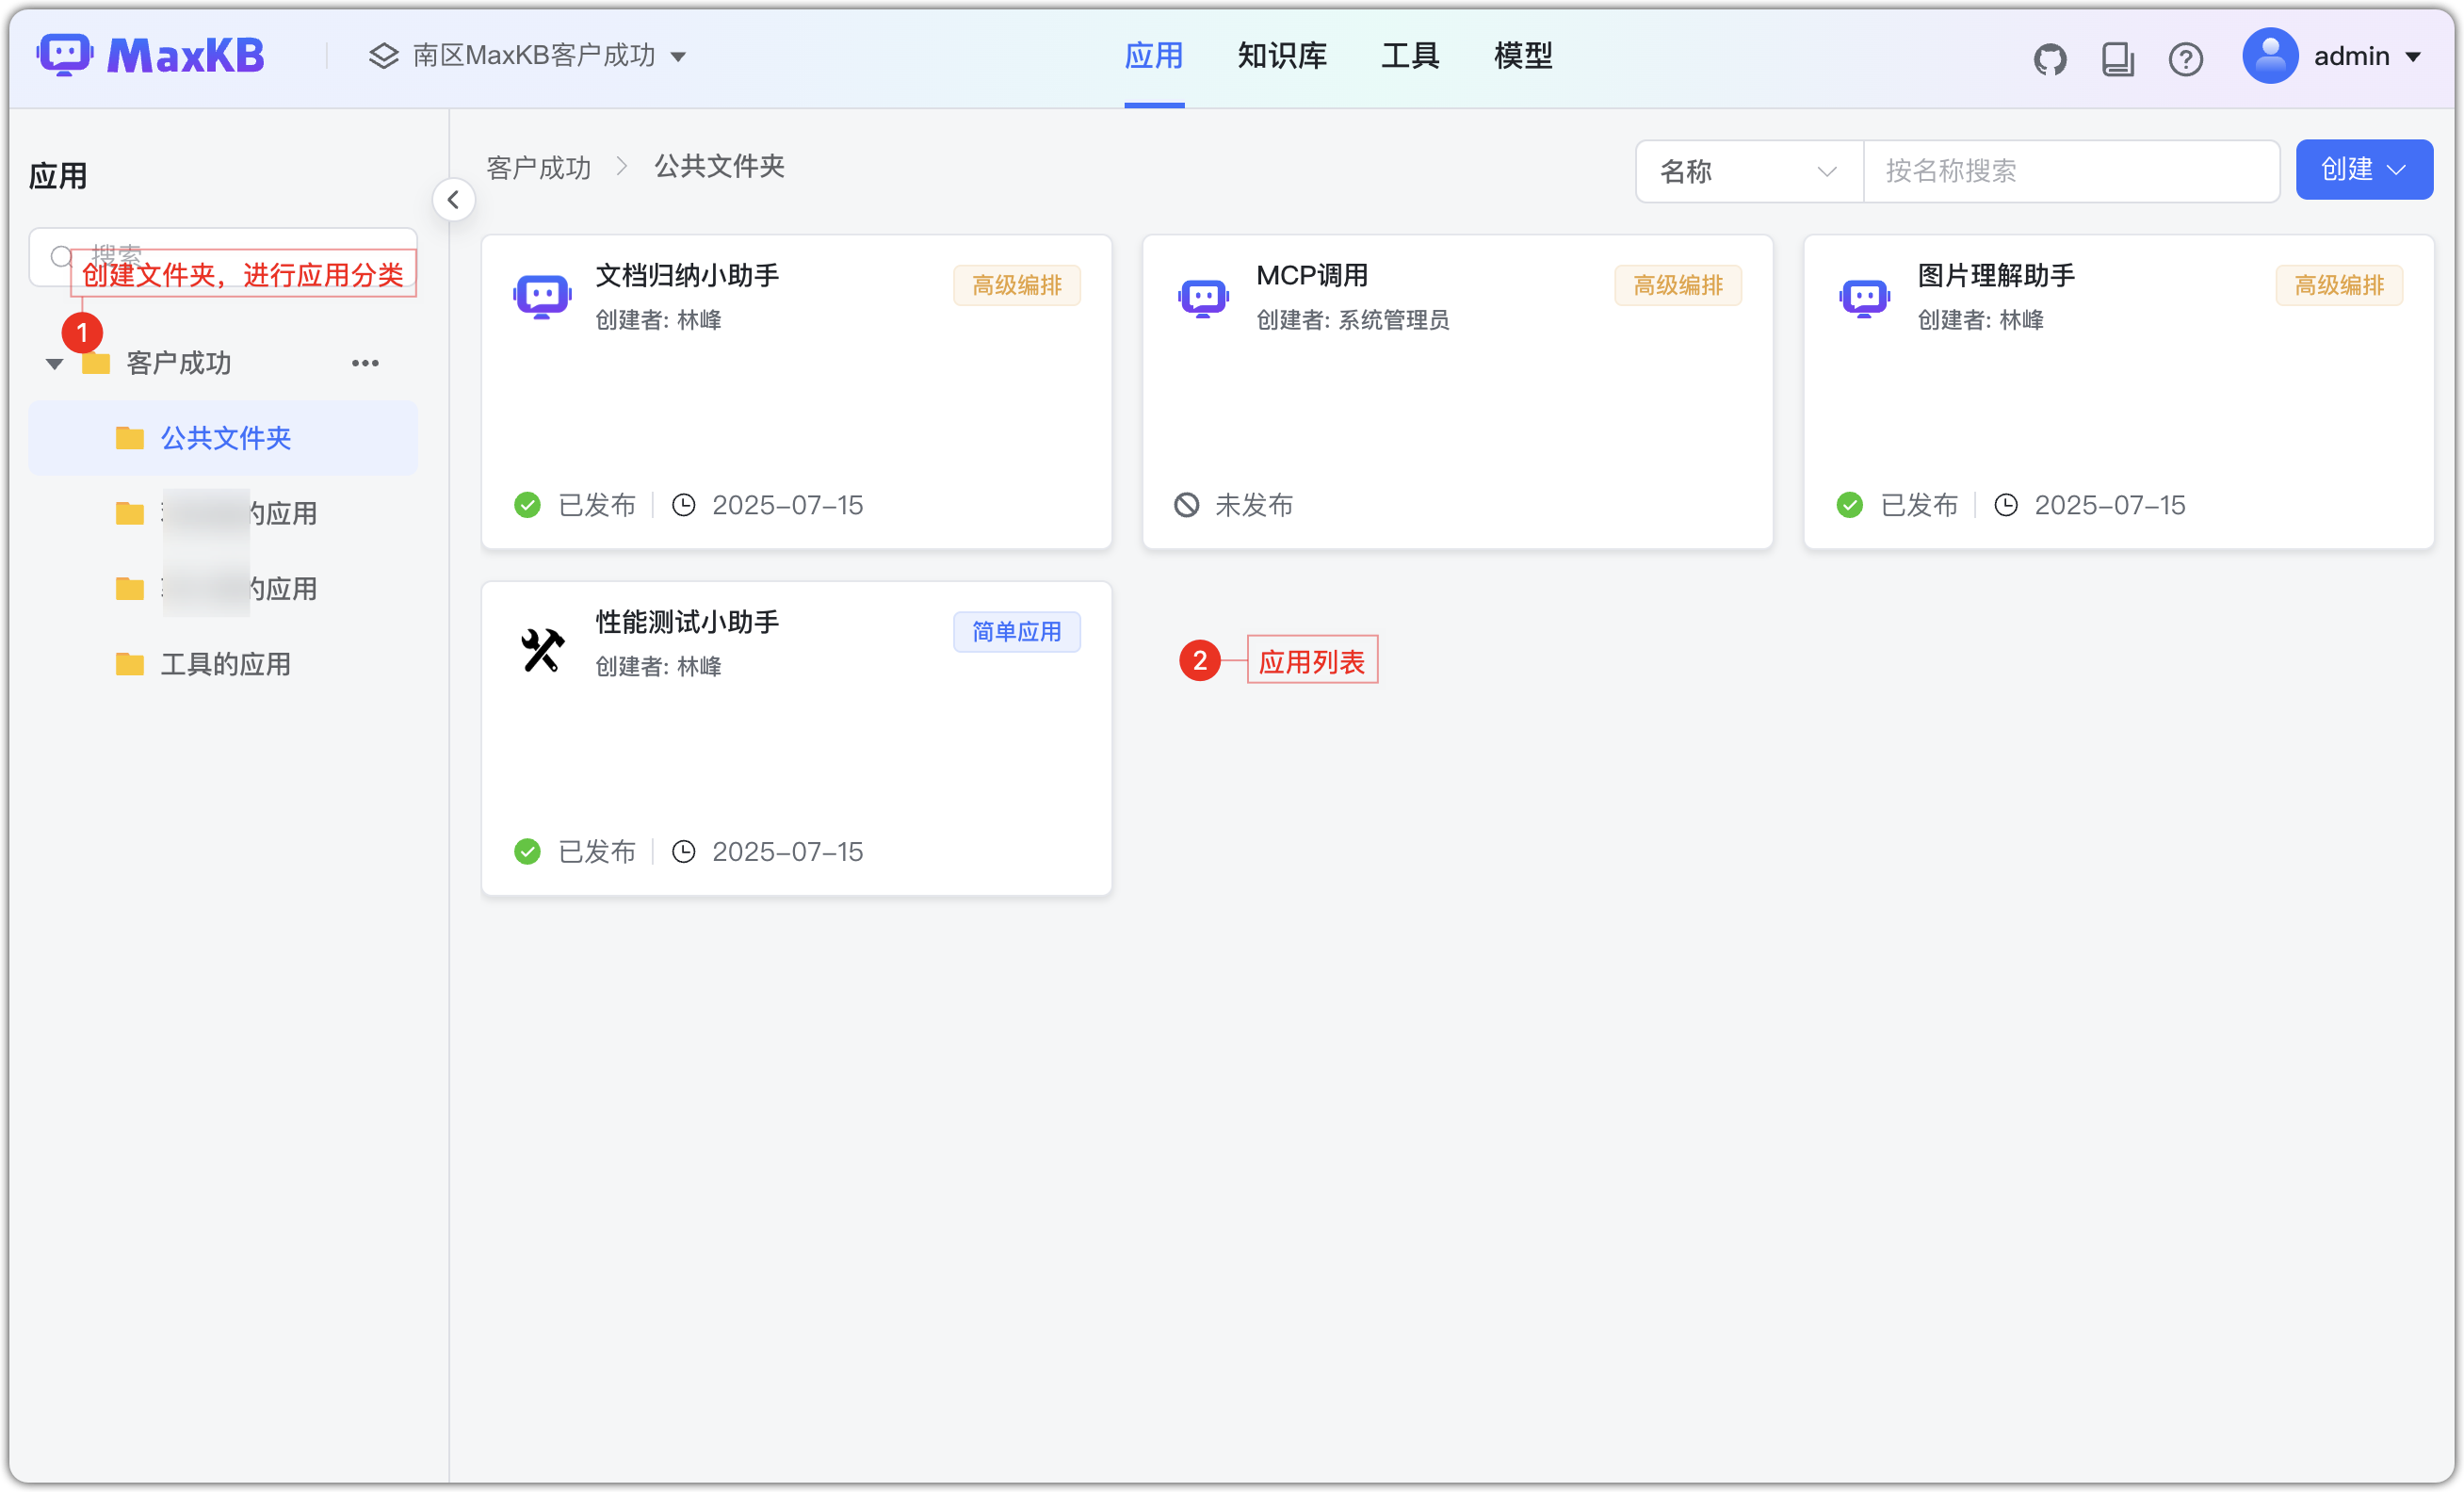 MaxKB
南区MaxKB客户成功
应用
知识库
工具
模型
admin
应用
搜索
创建文件夹，进行应用分类
1
客户成功
公共文件夹
的应用
的应用
工具的应用
客户成功 > 公共文件夹
名称
按名称搜索
创建
文档归纳小助手
高级编排
创建者: 林峰
已发布
2025-07-15
MCP调用
高级编排
创建者: 系统管理员
未发布
图片理解助手
高级编排
创建者: 林峰
已发布
2025-07-15
性能测试小助手
简单应用
创建者: 林峰
已发布
2025-07-15
2
应用列表